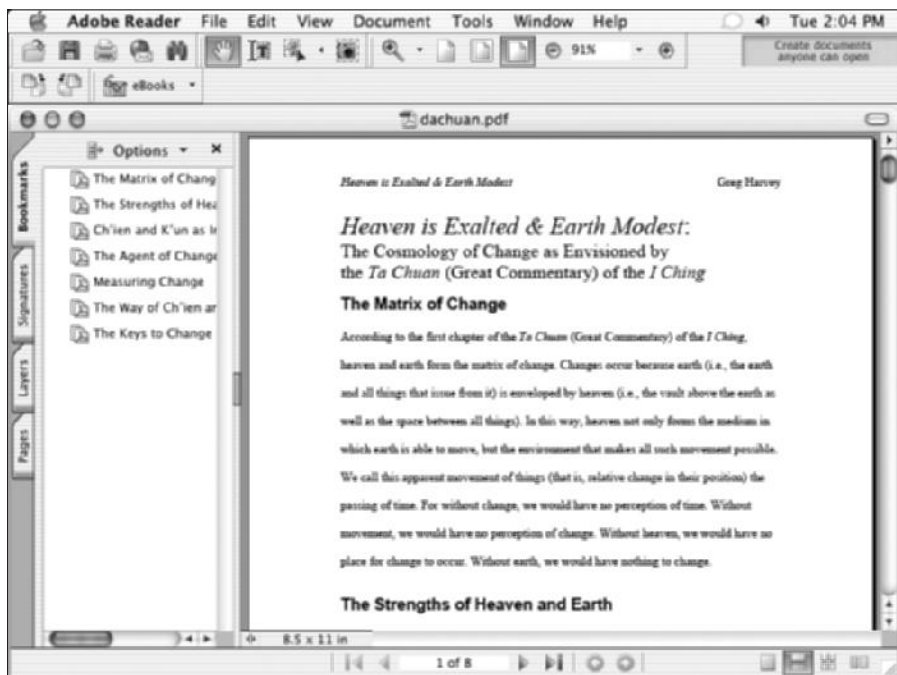 Adobe Reader File Edit View Document Tools Window Help Tue 2:04 PM
91%
Create documents
anyone can open
eBooks
dachuan.pdf
Options
Bookmarks
Signatures
Layers
Pages
The Matrix of Chang
The Strengths of Hea
Ch'ien and K'un as In
The Agent of Change
Measuring Change
The Way of Ch'ien ar
The Keys to Change
Heaven is Exalted & Earth Modest Greg Harvey
Heaven is Exalted & Earth Modest:
The Cosmology of Change as Envisioned by
the Ta Chuan (Great Commentary) of the I Ching
The Matrix of Change
According to the first chapter of the Ta Chuan (Great Commentary) of the I Ching,
heaven and earth form the matrix of change. Changes occur because earth (i.e., the earth
and all things that issue from it) is enveloped by heaven (i.e., the vault above the earth as
well as the space between all things). In this way, heaven not only forms the medium in
which earth is able to move, but the environment that makes all such movement possible.
We call this apparent movement of things (that is, relative change in their position) the
passing of time. For without change, we would have no perception of time. Without
movement, we would have no perception of change. Without heaven, we would have no
place for change to occur. Without earth, we would have nothing to change.
The Strengths of Heaven and Earth
8.5 x 11 in
1 of 8